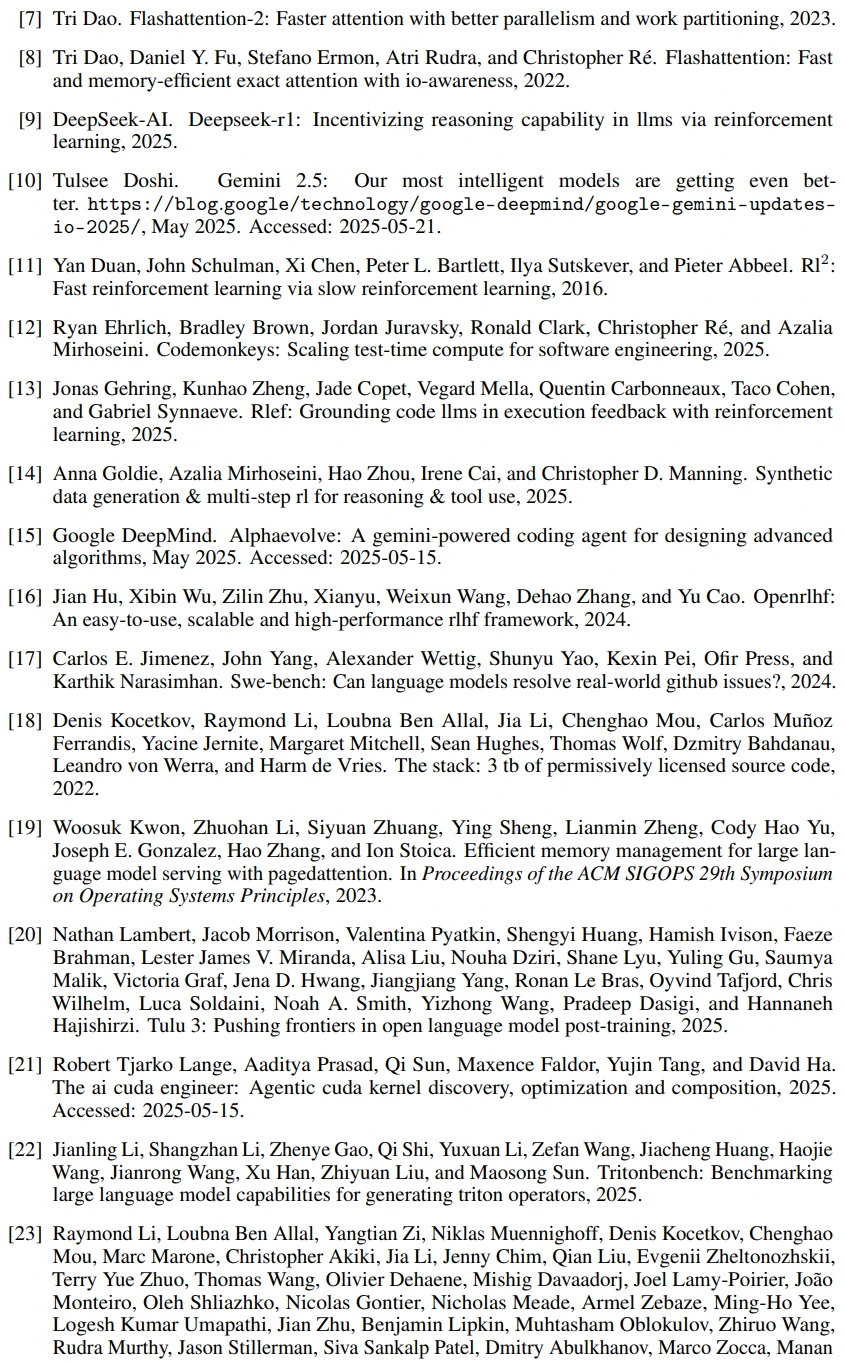 [7] Tri Dao. Flashattention-2: Faster attention with better parallelism and work partitioning, 2023.
[8] Tri Dao, Daniel Y. Fu, Stefano Ermon, Atri Rudra, and Christopher Ré. Flashattention: Fast
and memory-efficient exact attention with io-awareness, 2022.
[9] DeepSeek-AI. Deepseek-r1: Incentivizing reasoning capability in llms via reinforcement
learning, 2025.
[10] Tulsee Doshi. Gemini 2.5: Our most intelligent models are getting even bet-
ter. https://blog.google/technology/google-deepmind/google-gemini-updates-
io-2025/, May 2025. Accessed: 2025-05-21.
[11] Yan Duan, John Schulman, Xi Chen, Peter L. Bartlett, Ilya Sutskever, and Pieter Abbeel. Rl²:
Fast reinforcement learning via slow reinforcement learning, 2016.
[12] Ryan Ehrlich, Bradley Brown, Jordan Juravsky, Ronald Clark, Christopher Ré, and Azalia
Mirhoseini. Codemonkeys: Scaling test-time compute for software engineering, 2025.
[13] Jonas Gehring, Kunhao Zheng, Jade Copet, Vegard Mella, Quentin Carbonneaux, Taco Cohen,
and Gabriel Synnaeve. Rlef: Grounding code llms in execution feedback with reinforcement
learning, 2025.
[14] Anna Goldie, Azalia Mirhoseini, Hao Zhou, Irene Cai, and Christopher D. Manning. Synthetic
data generation & multi-step rl for reasoning & tool use, 2025.
[15] Google DeepMind. Alphaevolve: A gemini-powered coding agent for designing advanced
algorithms, May 2025. Accessed: 2025-05-15.
[16] Jian Hu, Xibin Wu, Zilin Zhu, Xianyu, Weixun Wang, Dehao Zhang, and Yu Cao. Openrlhf:
An easy-to-use, scalable and high-performance rlhf framework, 2024.
[17] Carlos E. Jimenez, John Yang, Alexander Wettig, Shunyu Yao, Kexin Pei, Ofir Press, and
Karthik Narasimhan. Swe-bench: Can language models resolve real-world github issues?, 2024.
[18] Denis Kocetkov, Raymond Li, Loubna Ben Allal, Jia Li, Chenghao Mou, Carlos Muñoz
Ferrandis, Yacine Jernite, Margaret Mitchell, Sean Hughes, Thomas Wolf, Dzmitry Bahdanau,
Leandro von Werra, and Harm de Vries. The stack: 3 tb of permissively licensed source code,
2022.
[19] Woosuk Kwon, Zhuohan Li, Siyuan Zhuang, Ying Sheng, Lianmin Zheng, Cody Hao Yu,
Joseph E. Gonzalez, Hao Zhang, and Ion Stoica. Efficient memory management for large lan-
guage model serving with pagedattention. In Proceedings of the ACM SIGOPS 29th Symposium
on Operating Systems Principles, 2023.
[20] Nathan Lambert, Jacob Morrison, Valentina Pyatkin, Shengyi Huang, Hamish Ivison, Faeze
Brahman, Lester James V. Miranda, Alisa Liu, Nouha Dziri, Shane Lyu, Yuling Gu, Saumya
Malik, Victoria Graf, Jena D. Hwang, Jiangjiang Yang, Ronan Le Bras, Oyvind Tafjord, Chris
Wilhelm, Luca Soldaini, Noah A. Smith, Yizhong Wang, Pradeep Dasigi, and Hannaneh
Hajishirzi. Tulu 3: Pushing frontiers in open language model post-training, 2025.
[21] Robert Tjarko Lange, Aaditya Prasad, Qi Sun, Maxence Faldor, Yujin Tang, and David Ha.
The ai cuda engineer: Agentic cuda kernel discovery, optimization and composition, 2025.
Accessed: 2025-05-15.
[22] Jianling Li, Shangzhan Li, Zhenye Gao, Qi Shi, Yuxuan Li, Zefan Wang, Jiacheng Huang, Haojie
Wang, Jianrong Wang, Xu Han, Zhiyuan Liu, and Maosong Sun. Tritonbench: Benchmarking
large language model capabilities for generating triton operators, 2025.
[23] Raymond Li, Loubna Ben Allal, Yangtian Zi, Niklas Muennighoff, Denis Kocetkov, Chenghao
Mou, Marc Marone, Christopher Akiki, Jia Li, Jenny Chim, Qian Liu, Evgenii Zheltonozhskii,
Terry Yue Zhuo, Thomas Wang, Olivier Dehaene, Mishig Davaadorj, Joel Lamy-Poirier, João
Monteiro, Oleh Shliazhko, Nicolas Gontier, Nicholas Meade, Armel Zebaze, Ming-Ho Yee,
Logesh Kumar Umapathi, Jian Zhu, Benjamin Lipkin, Muhtasham Oblokulov, Zhiruo Wang,
Rudra Murthy, Jason Stillerman, Siva Sankalp Patel, Dmitry Abulkhanov, Marco Zocca, Manan